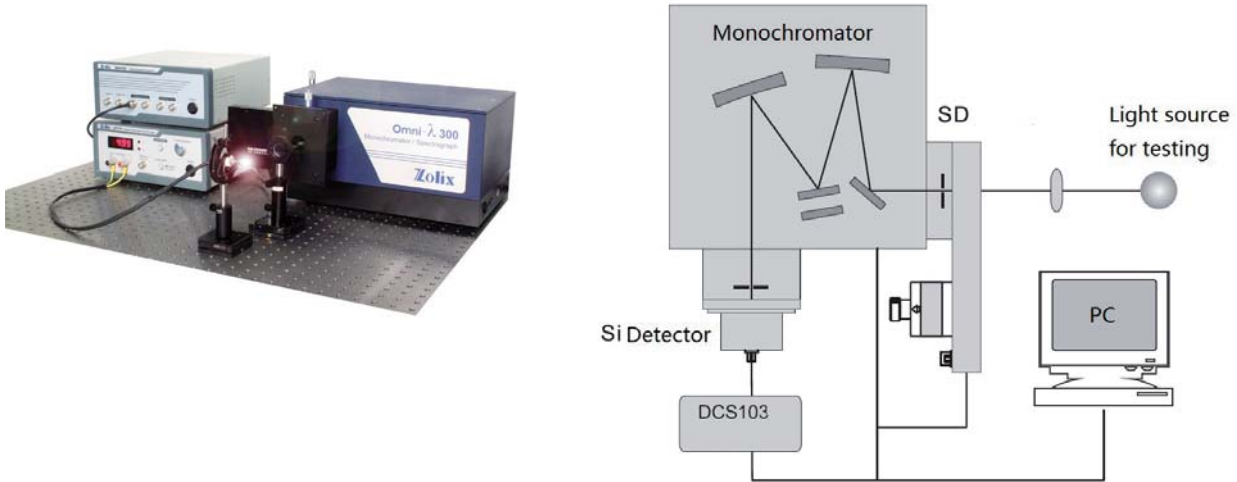 Omni-λ 300
Monochromator / Spectrograph
Zolix
Monochromator
SD
Light source
for testing
Si Detector
PC
DCS103